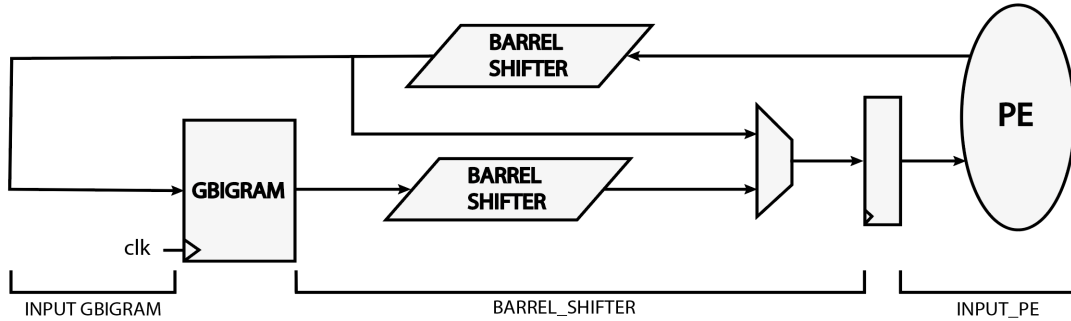 BARREL
SHIFTER
PE
GBIGRAM
BARREL
SHIFTER
clk
INPUT GBIGRAM
BARREL_SHIFTER
INPUT_PE